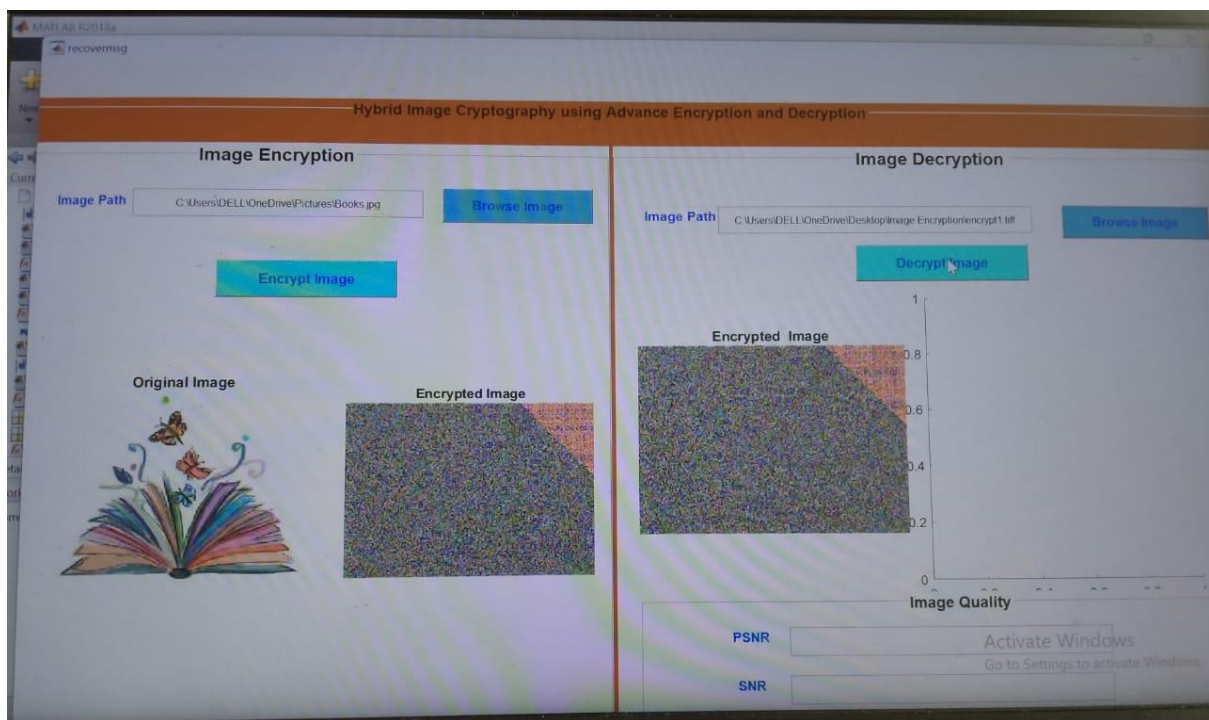 MATLAB R2018a
recovermsg
New
Hybrid Image Cryptography using Advance Encryption and Decryption
Image Encryption
Image Path
C:\Users\DELL\OneDrive\Pictures\Books.jpg
Browse Image
Encrypt Image
Original Image
Encrypted Image
Image Decryption
Image Path
C:\Users\DELL\OneDrive\Desktop\Image Encryption\encrypt1.tiff
Browse Image
Decrypt Image
Encrypted Image
1
0.8
0.6
0.4
0.2
0
Image Quality
PSNR
SNR
Activate Windows
Go to Settings to activate Windows